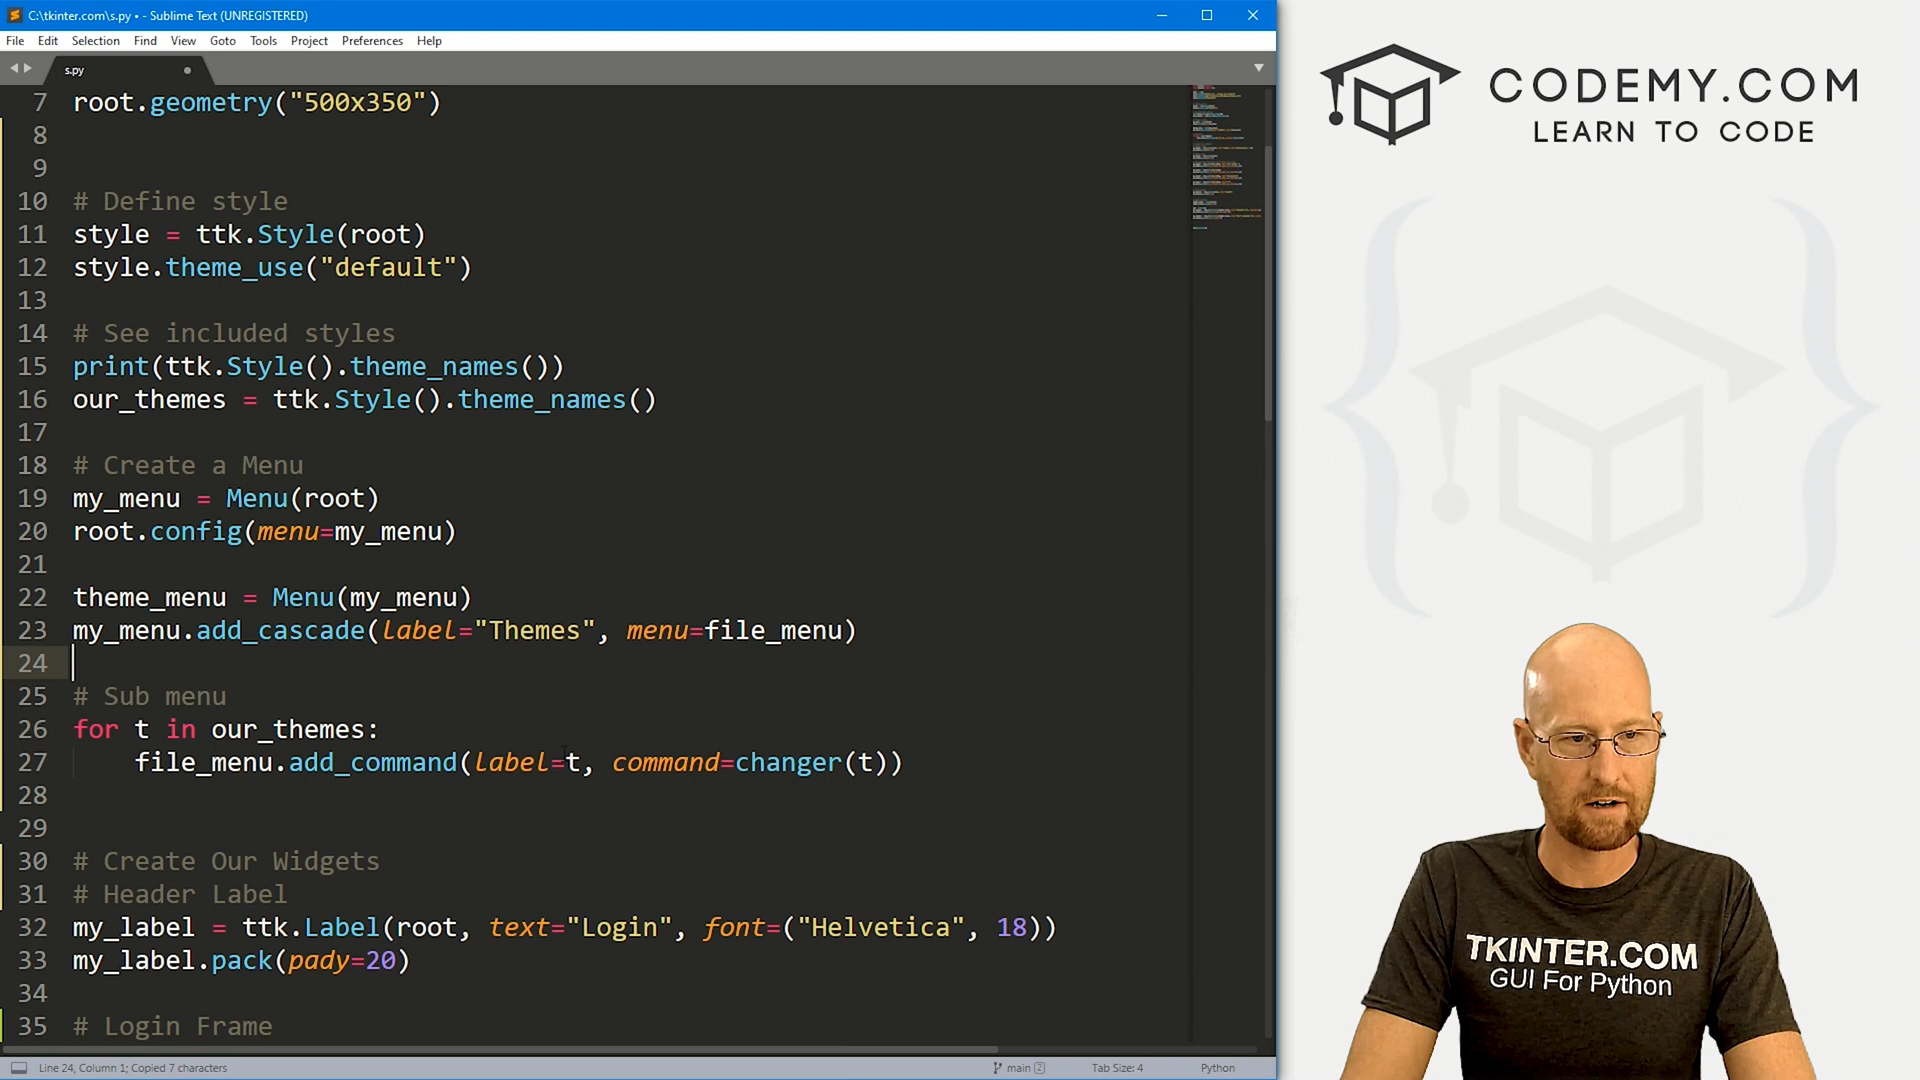 C:\tkinter.com\s.py • - Sublime Text (UNREGISTERED)
File Edit Selection Find View Goto Tools Project Preferences Help
s.py
7 root.geometry("500x350")
8
9
10 # Define style
11 style = ttk.Style(root)
12 style.theme_use("default")
13
14 # See included styles
15 print(ttk.Style().theme_names())
16 our_themes = ttk.Style().theme_names()
17
18 # Create a Menu
19 my_menu = Menu(root)
20 root.config(menu=my_menu)
21
22 theme_menu = Menu(my_menu)
23 my_menu.add_cascade(label="Themes", menu=file_menu)
24
25 # Sub menu
26 for t in our_themes:
27 file_menu.add_command(label=t, command=changer(t))
28
29
30 # Create Our Widgets
31 # Header Label
32 my_label = ttk.Label(root, text="Login", font=("Helvetica", 18))
33 my_label.pack(pady=20)
34
35 # Login Frame
Line 24, Column 1; Copied 7 characters
main 2
Tab Size: 4
Python
CODEMY.COM
LEARN TO CODE
TKINTER.COM
GUI For Python